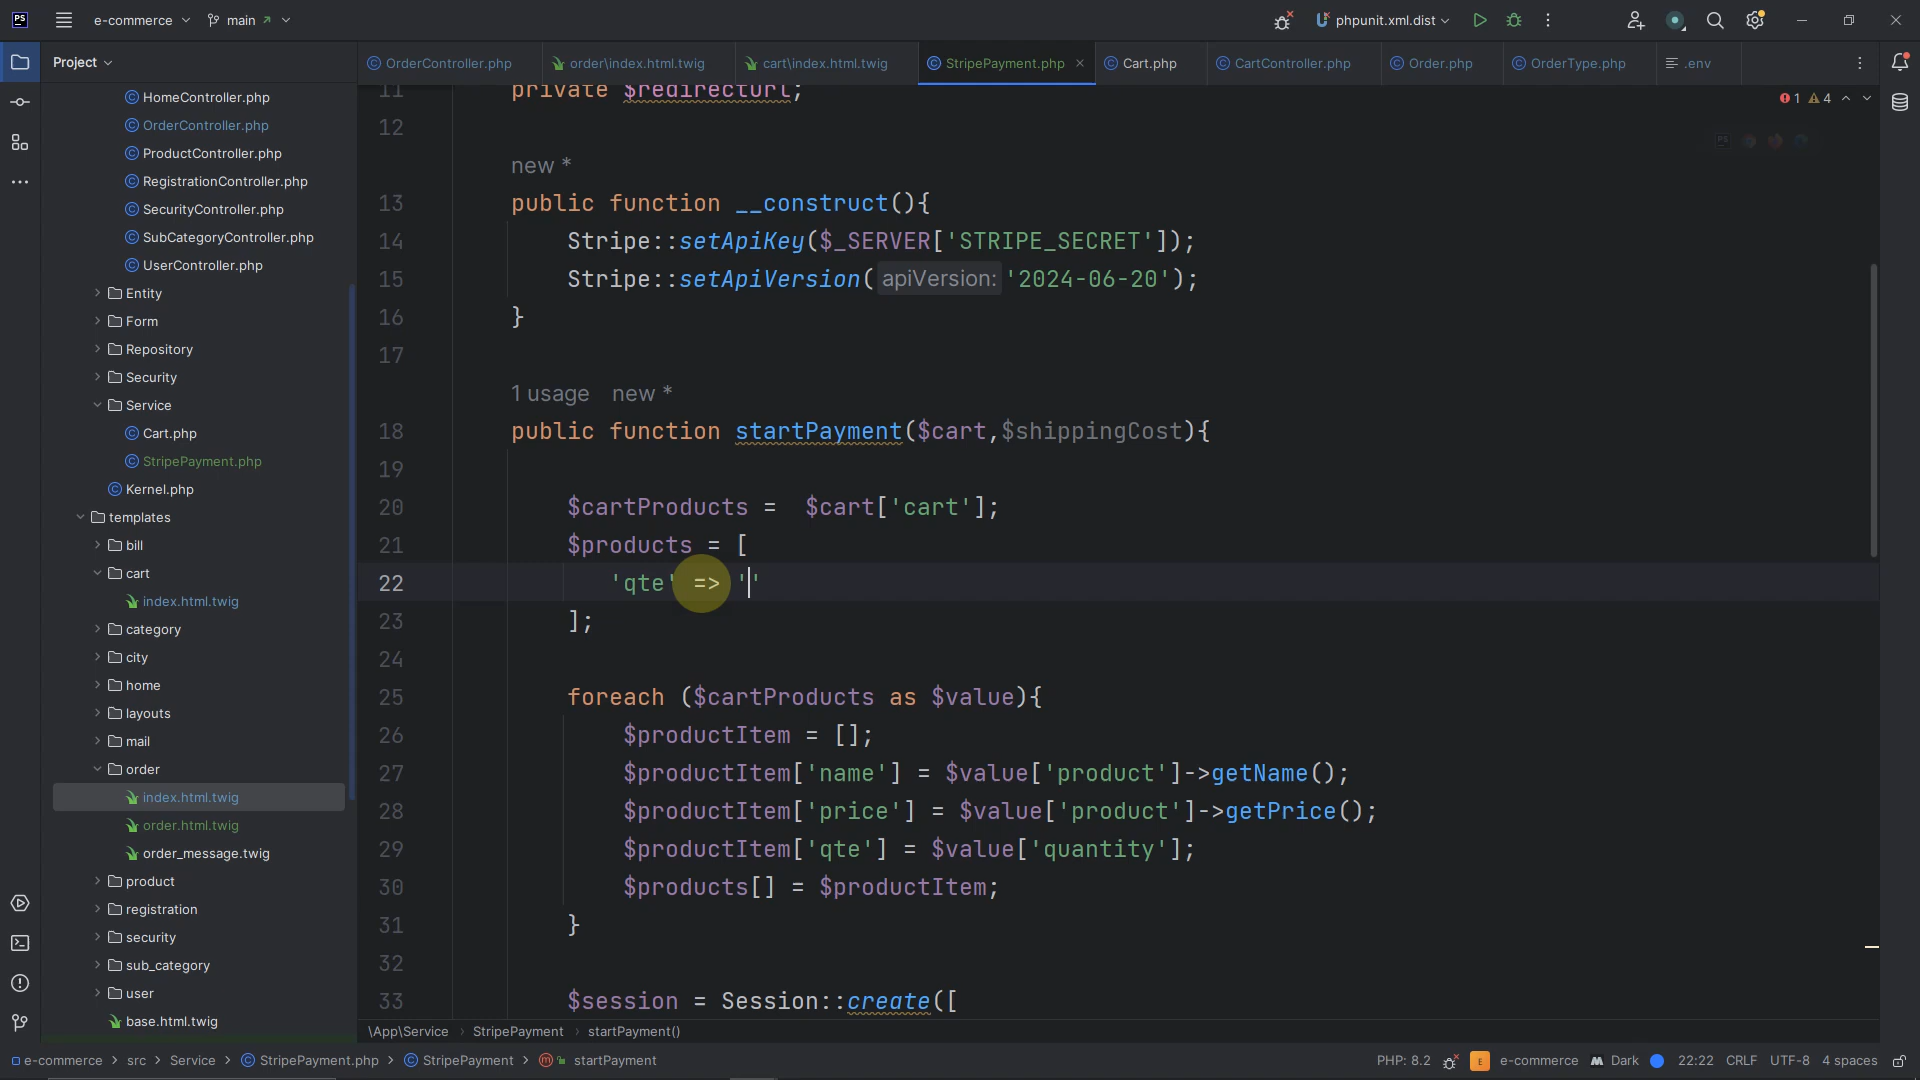 PS e-commerce main phpunit.xml.dist
Project
OrderController.php order\index.html.twig cart\index.html.twig StripePayment.php Cart.php CartController.php Order.php OrderType.php .env
HomeController.php
OrderController.php
ProductController.php
RegistrationController.php
SecurityController.php
SubCategoryController.php
UserController.php
Entity
Form
Repository
Security
Service
Cart.php
StripePayment.php
Kernel.php
templates
bill
cart
index.html.twig
category
city
home
layouts
mail
order
index.html.twig
order.html.twig
order_message.twig
product
registration
security
sub_category
user
base.html.twig
1 4
11 private $redirectUrl;
12
new *
13 public function __construct(){
14 Stripe::setApiKey($_SERVER['STRIPE_SECRET']);
15 Stripe::setApiVersion( apiVersion: '2024-06-20');
16 }
17
1 usage new *
18 public function startPayment($cart,$shippingCost){
19
20 $cartProducts = $cart['cart'];
21 $products = [
22 'qte' => ''
23 ];
24
25 foreach ($cartProducts as $value){
26 $productItem = [];
27 $productItem['name'] = $value['product']->getName();
28 $productItem['price'] = $value['product']->getPrice();
29 $productItem['qte'] = $value['quantity'];
30 $products[] = $productItem;
31 }
32
33 $session = Session::create([
\App\Service StripePayment startPayment()
e-commerce src Service StripePayment.php StripePayment startPayment PHP: 8.2 E e-commerce Dark 22:22 CRLF UTF-8 4 spaces